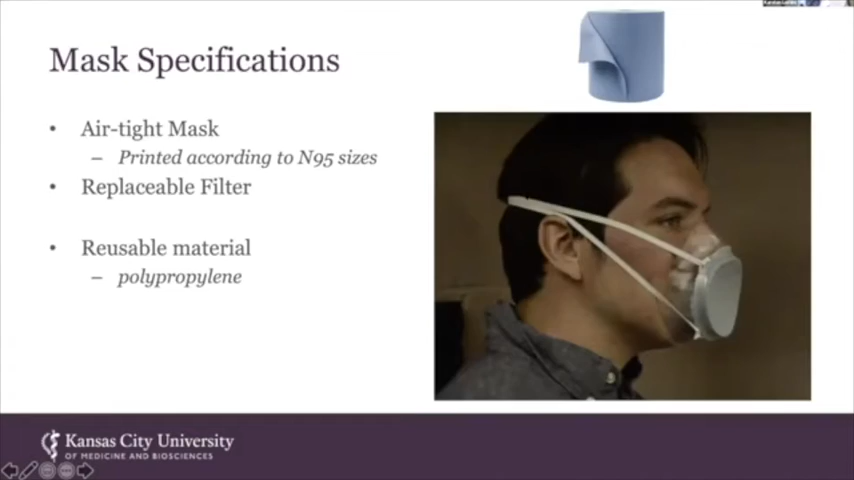 Mask Specifications
• Air-tight Mask
– Printed according to N95 sizes
• Replaceable Filter
• Reusable material
– polypropylene
Kansas City University
OF MEDICINE AND BIOSCIENCES